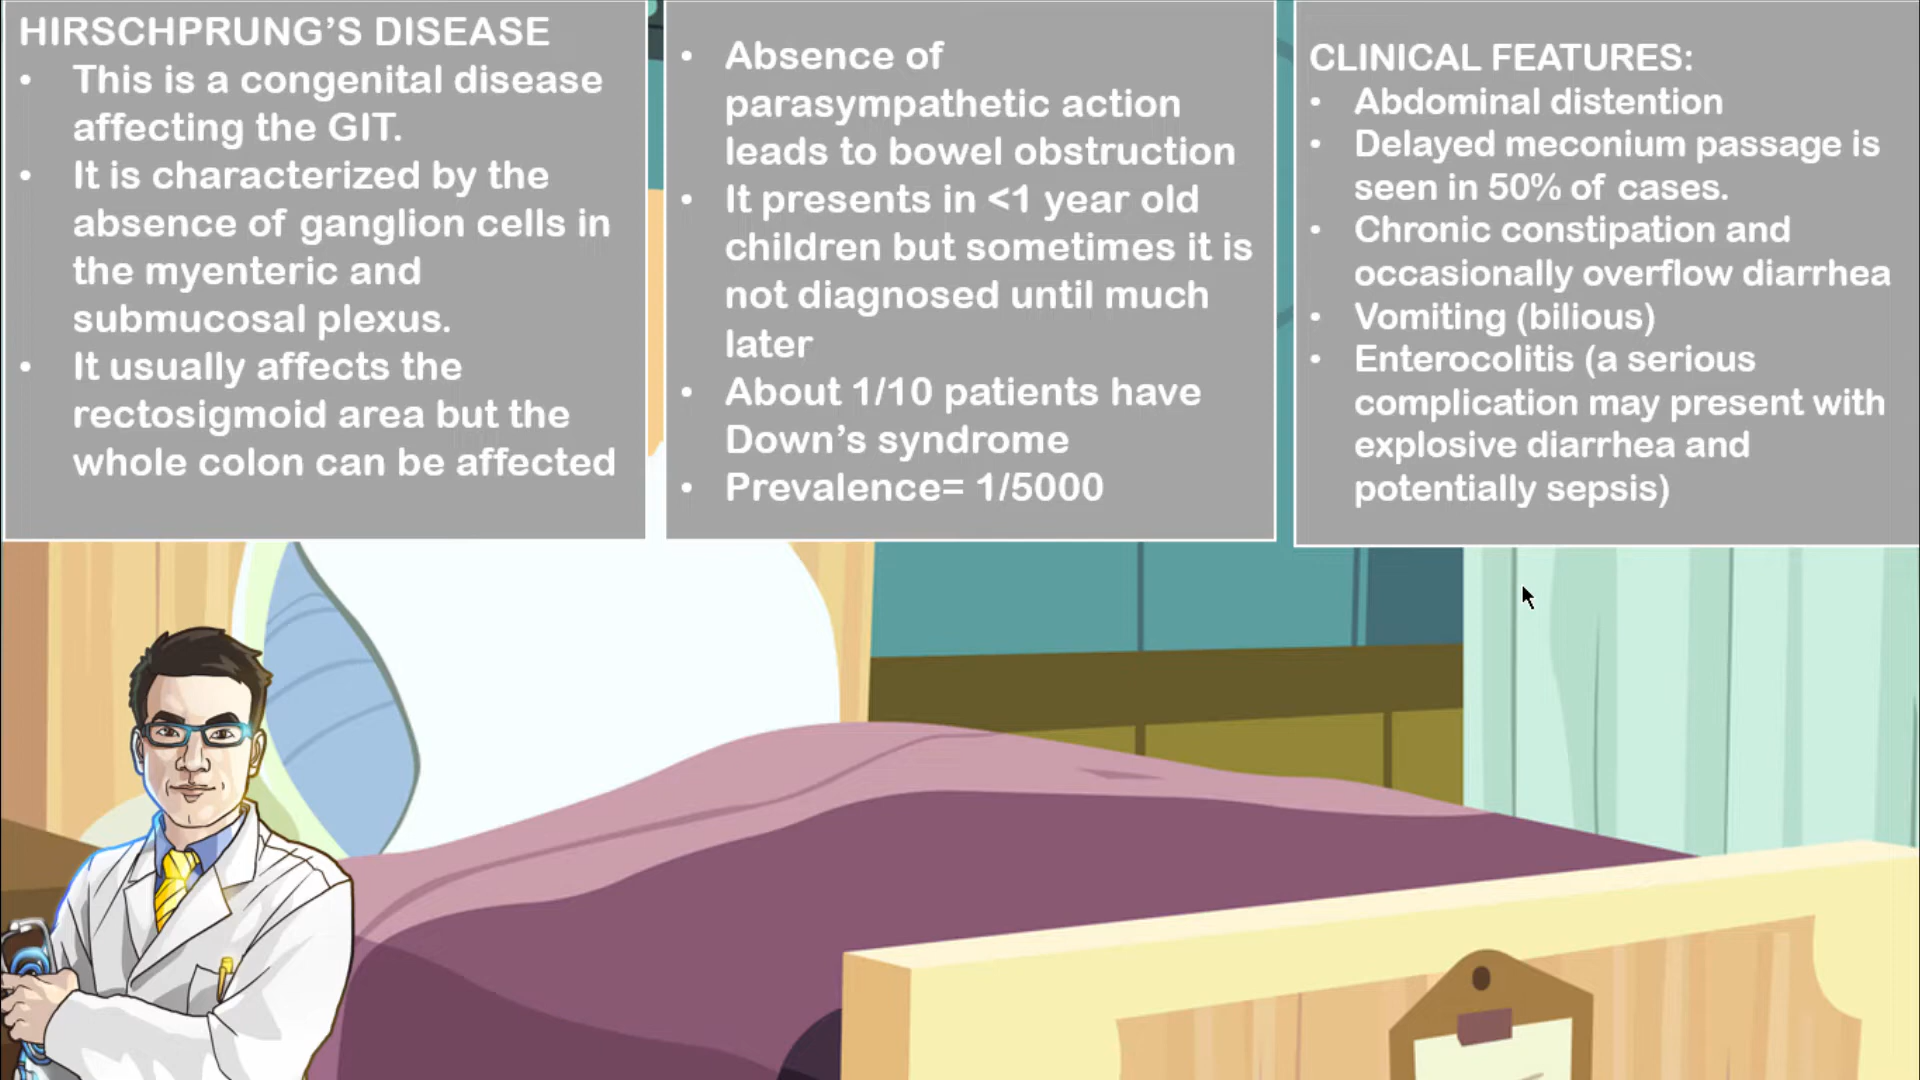 HIRSCHPRUNG’S DISEASE
• This is a congenital disease
affecting the GIT.
• It is characterized by the
absence of ganglion cells in
the myenteric and
submucosal plexus.
• It usually affects the
rectosigmoid area but the
whole colon can be affected
• Absence of
parasympathetic action
leads to bowel obstruction
• It presents in <1 year old
children but sometimes it is
not diagnosed until much
later
• About 1/10 patients have
Down’s syndrome
• Prevalence= 1/5000
CLINICAL FEATURES:
• Abdominal distention
• Delayed meconium passage is
seen in 50% of cases.
• Chronic constipation and
occasionally overflow diarrhea
• Vomiting (bilious)
• Enterocolitis (a serious
complication may present with
explosive diarrhea and
potentially sepsis)